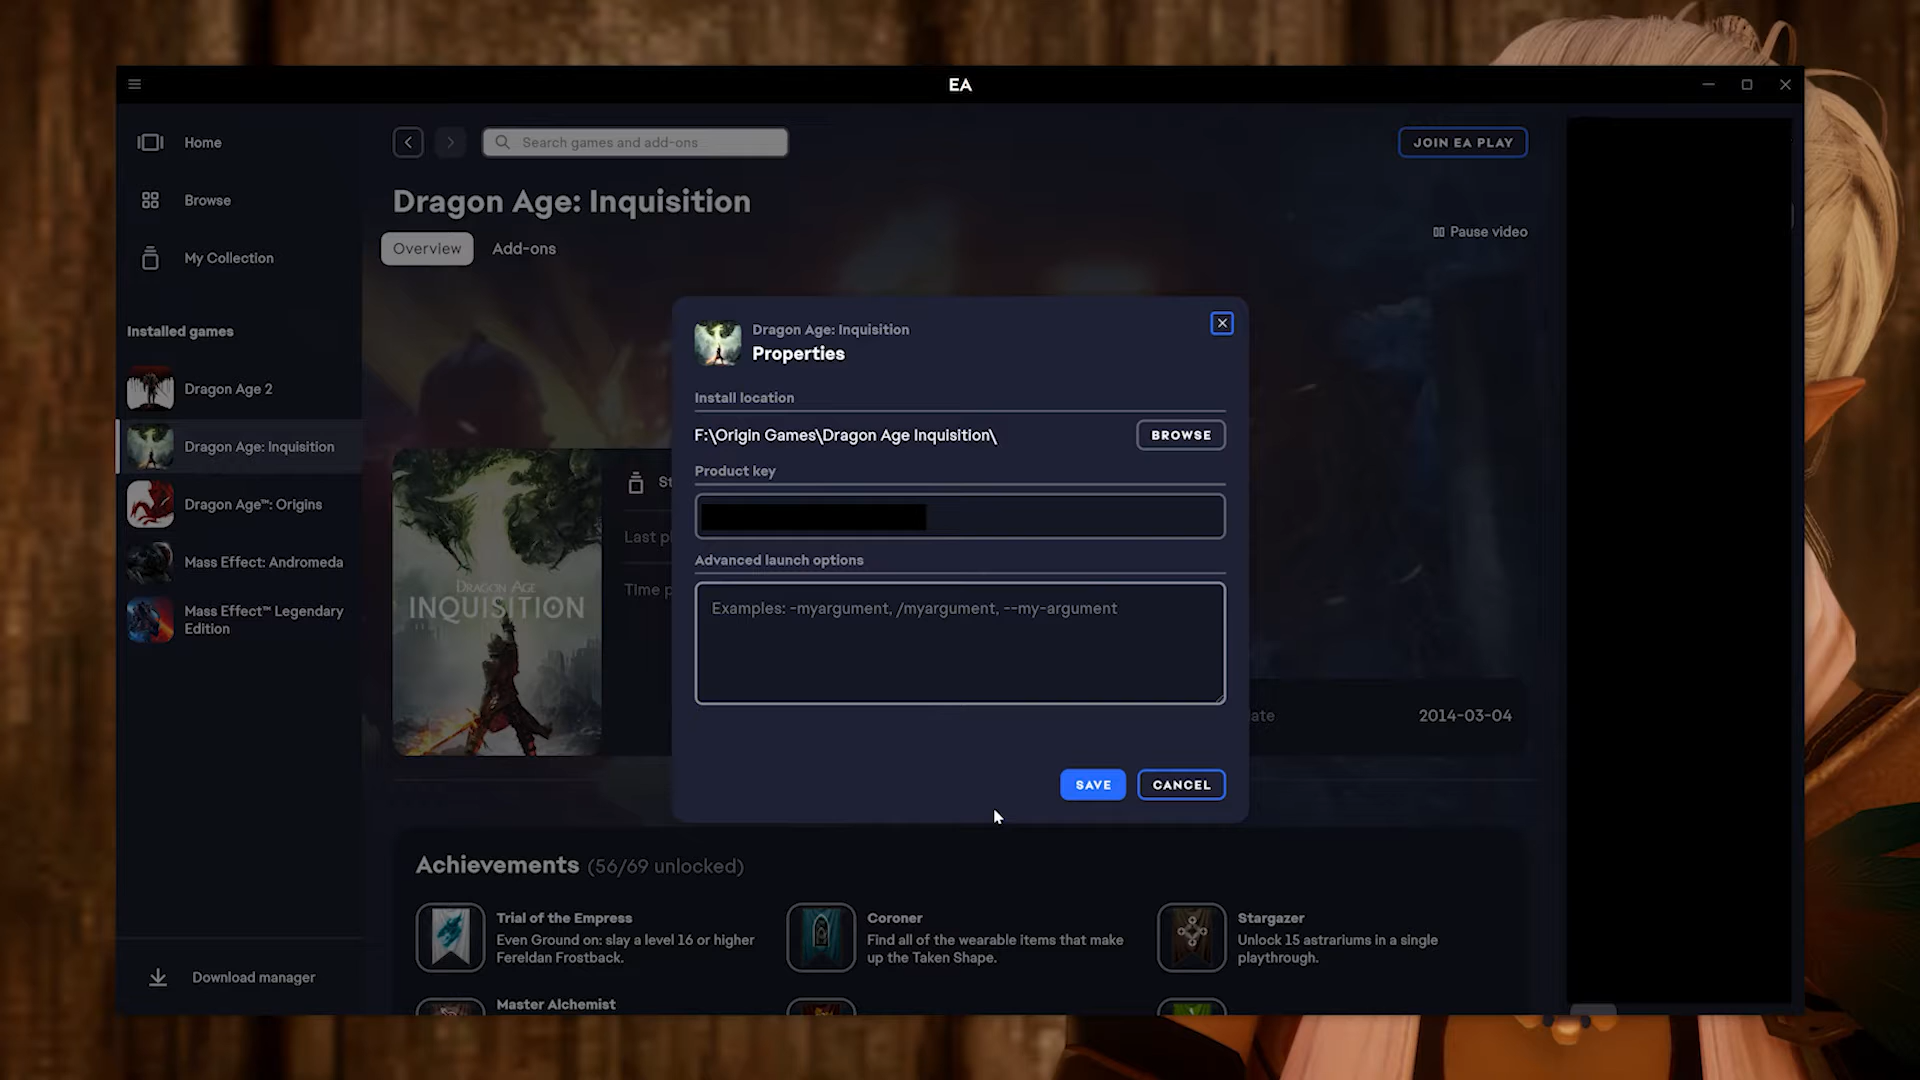 EA
Home
Browse
My Collection
Installed games
Dragon Age 2
Dragon Age: Inquisition
Dragon Age™: Origins
Mass Effect: Andromeda
Mass Effect™ Legendary
Edition
Download manager
Search games and add-ons
JOIN EA PLAY
Dragon Age: Inquisition
Pause video
Overview
Add-ons
DRAGON AGE
INQUISITION
St
Last pl
Time p
ate
2014-03-04
Dragon Age: Inquisition
Properties
Install location
F:\Origin Games\Dragon Age Inquisition\
BROWSE
Product key
Advanced launch options
Examples: -myargument, /myargument, --my-argument
SAVE
CANCEL
Achievements (56/69 unlocked)
Trial of the Empress
Even Ground on: slay a level 16 or higher
Fereldan Frostback.
Coroner
Find all of the wearable items that make
up the Taken Shape.
Stargazer
Unlock 15 astrariums in a single
playthrough.
Master Alchemist